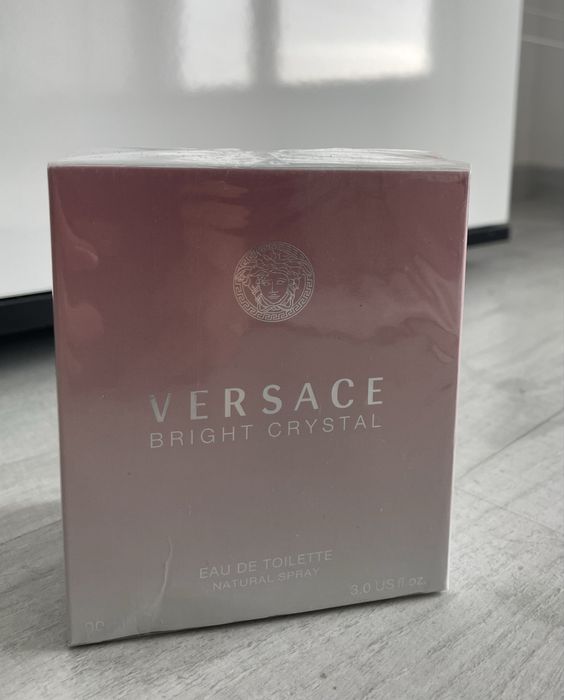 VERSACE
BRIGHT CRYSTAL
EAU DE TOILETTE
NATURAL SPRAY
3.0 US fl oz.